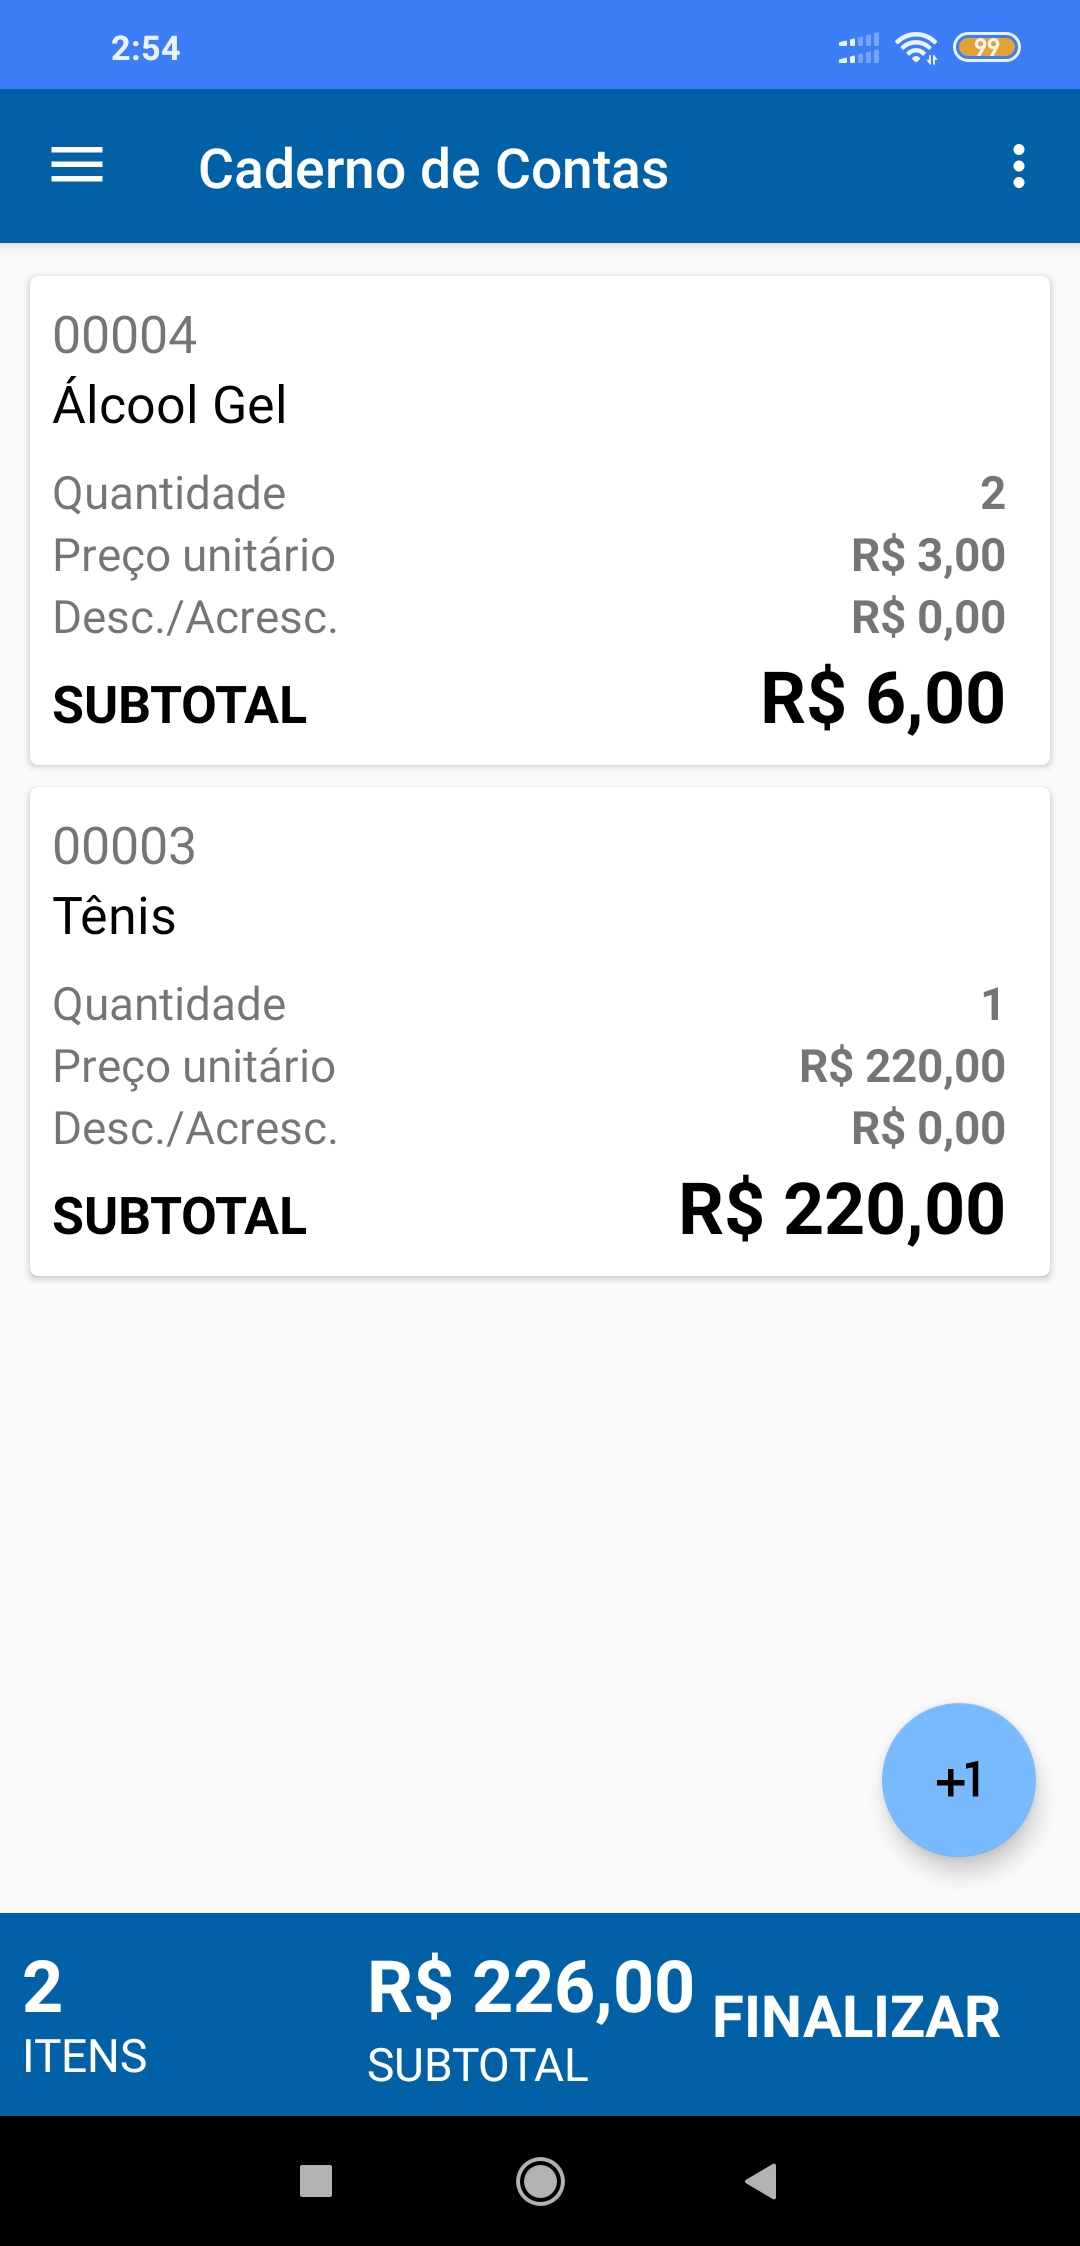 2:54
99
Caderno de Contas
00004
Álcool Gel
Quantidade 2
Preço unitário R$ 3,00
Desc./Acresc. R$ 0,00
SUBTOTAL R$ 6,00
00003
Tênis
Quantidade 1
Preço unitário R$ 220,00
Desc./Acresc. R$ 0,00
SUBTOTAL R$ 220,00
+1
2 R$ 226,00 FINALIZAR
ITENS SUBTOTAL